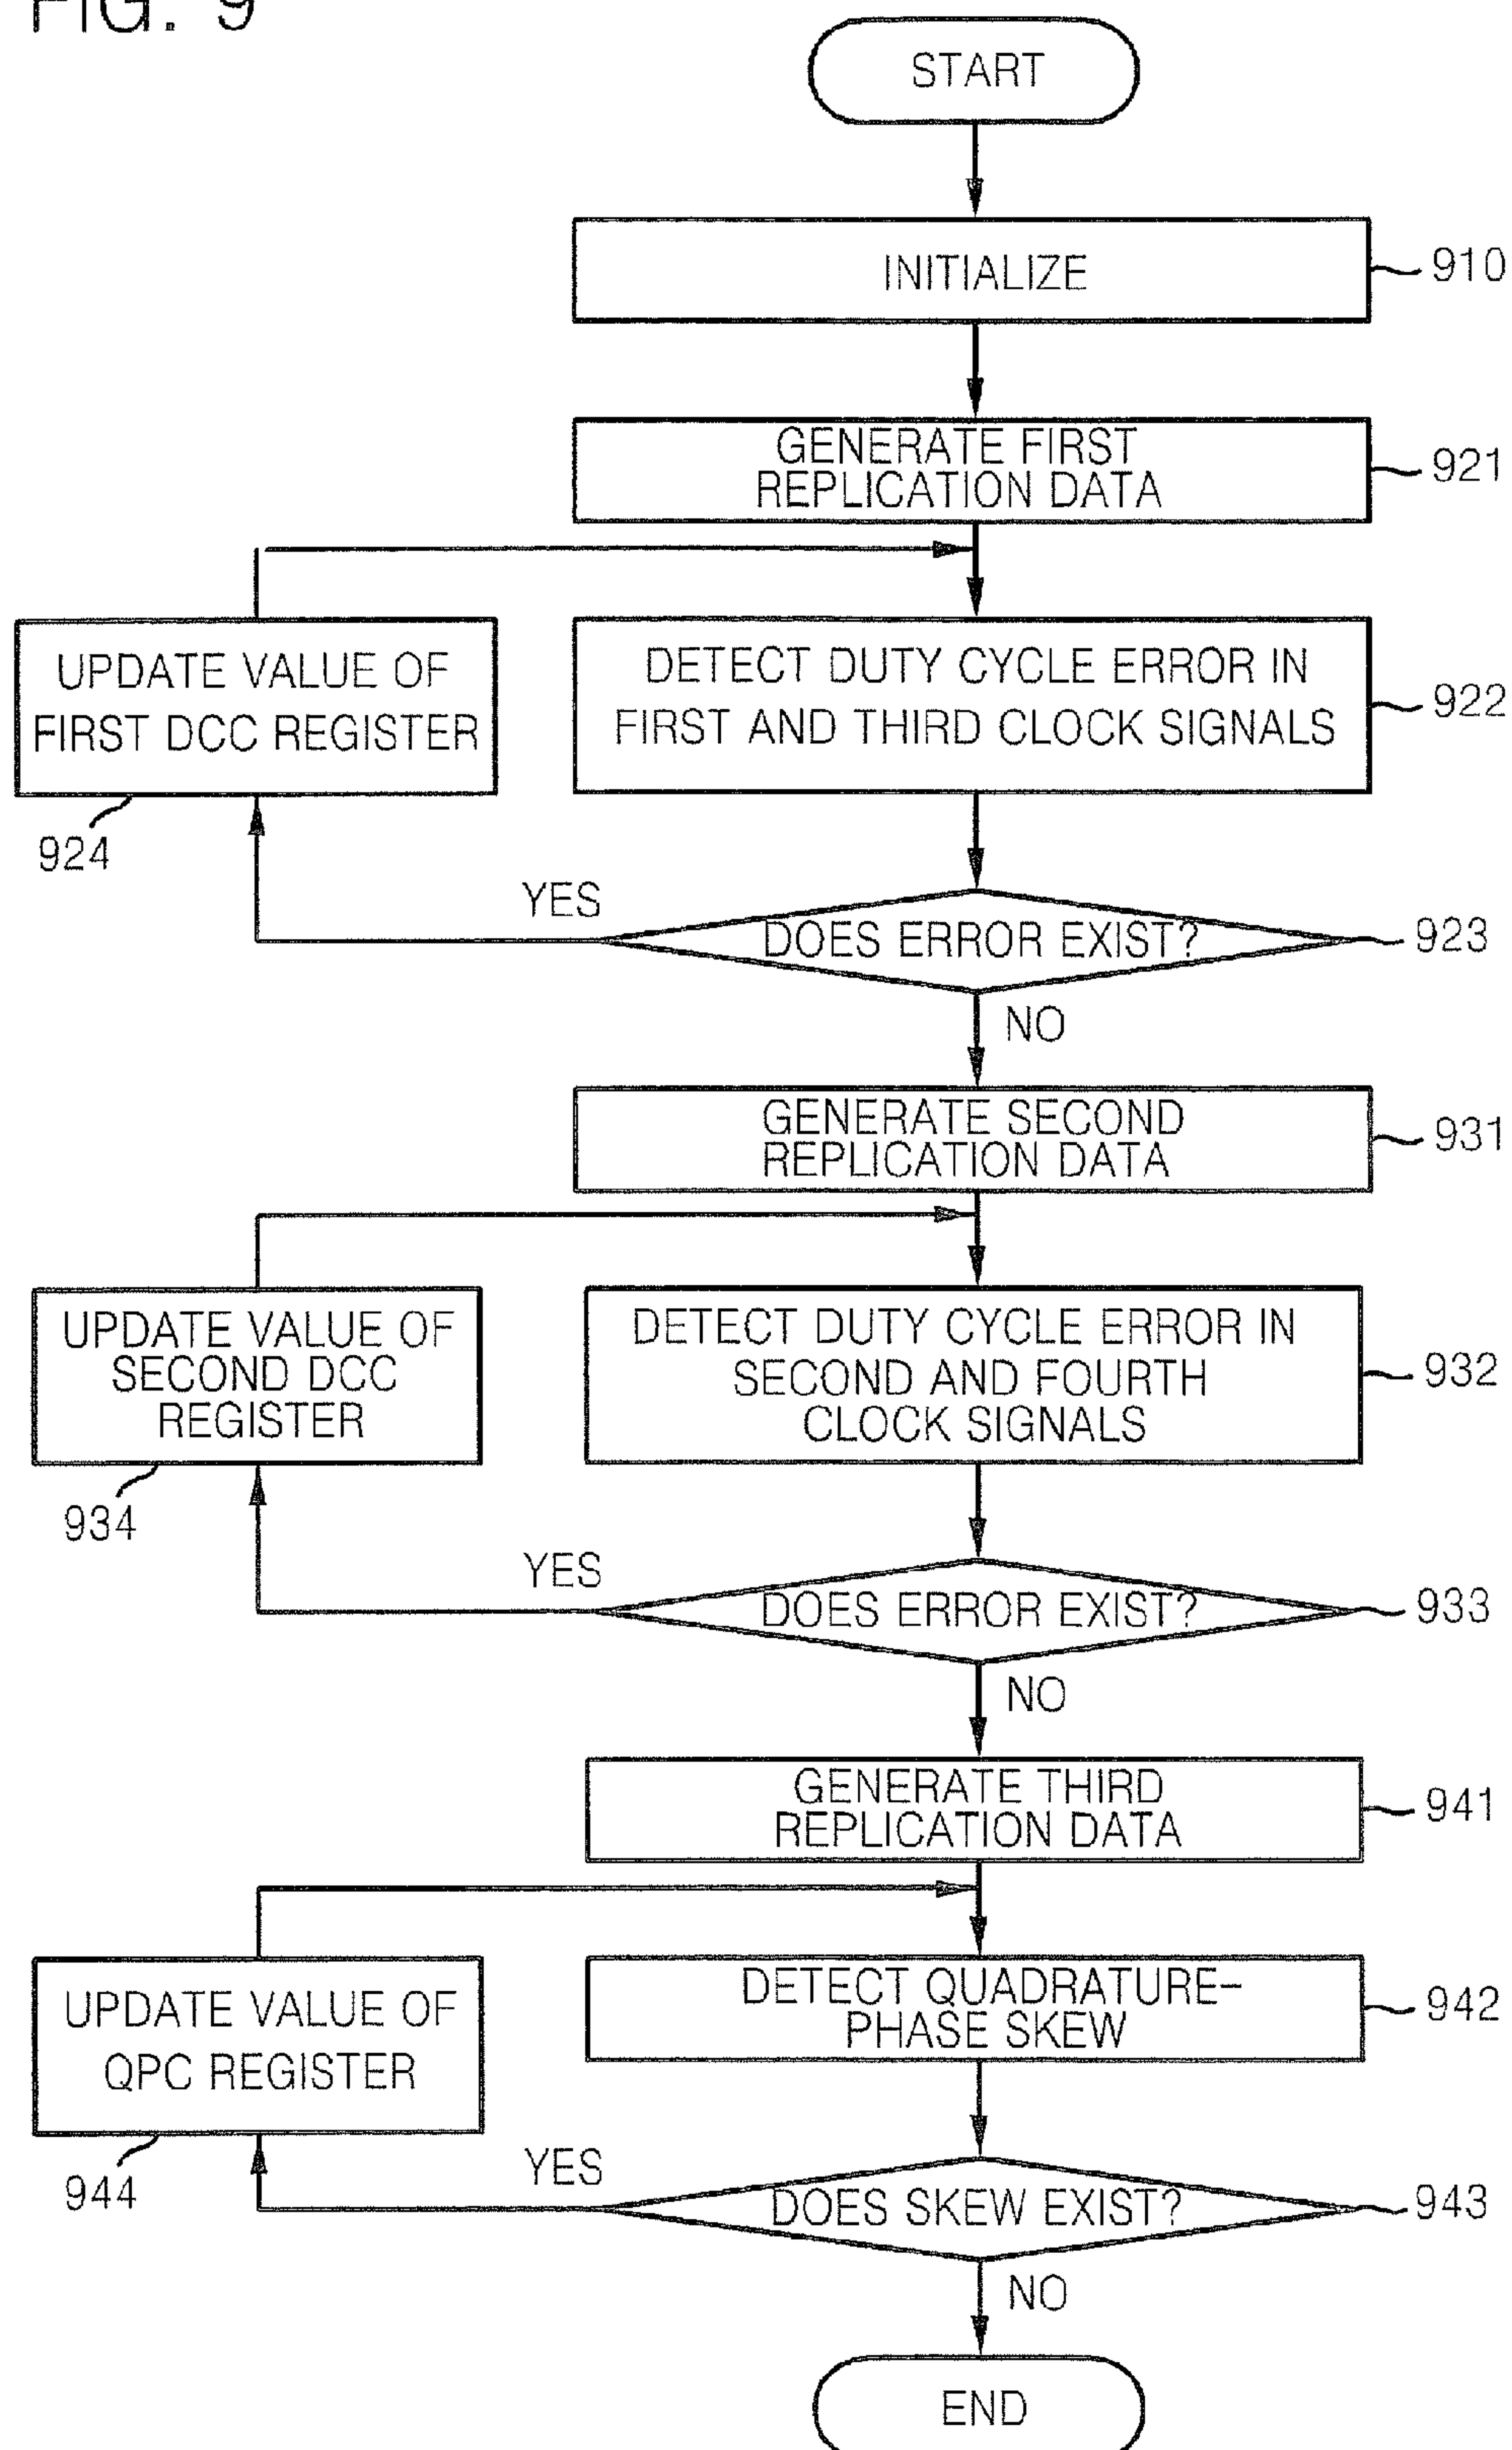 FIG. 9
START
INITIALIZE
910
GENERATE FIRST
REPLICATION DATA
921
UPDATE VALUE OF
FIRST DCC REGISTER
924
DETECT DUTY CYCLE ERROR IN
FIRST AND THIRD CLOCK SIGNALS
922
YES
DOES ERROR EXIST?
923
NO
GENERATE SECOND
REPLICATION DATA
931
UPDATE VALUE OF
SECOND DCC
REGISTER
934
DETECT DUTY CYCLE ERROR IN
SECOND AND FOURTH
CLOCK SIGNALS
932
YES
DOES ERROR EXIST?
933
NO
GENERATE THIRD
REPLICATION DATA
941
UPDATE VALUE OF
QPC REGISTER
944
DETECT QUADRATURE-
PHASE SKEW
942
YES
DOES SKEW EXIST?
943
NO
END